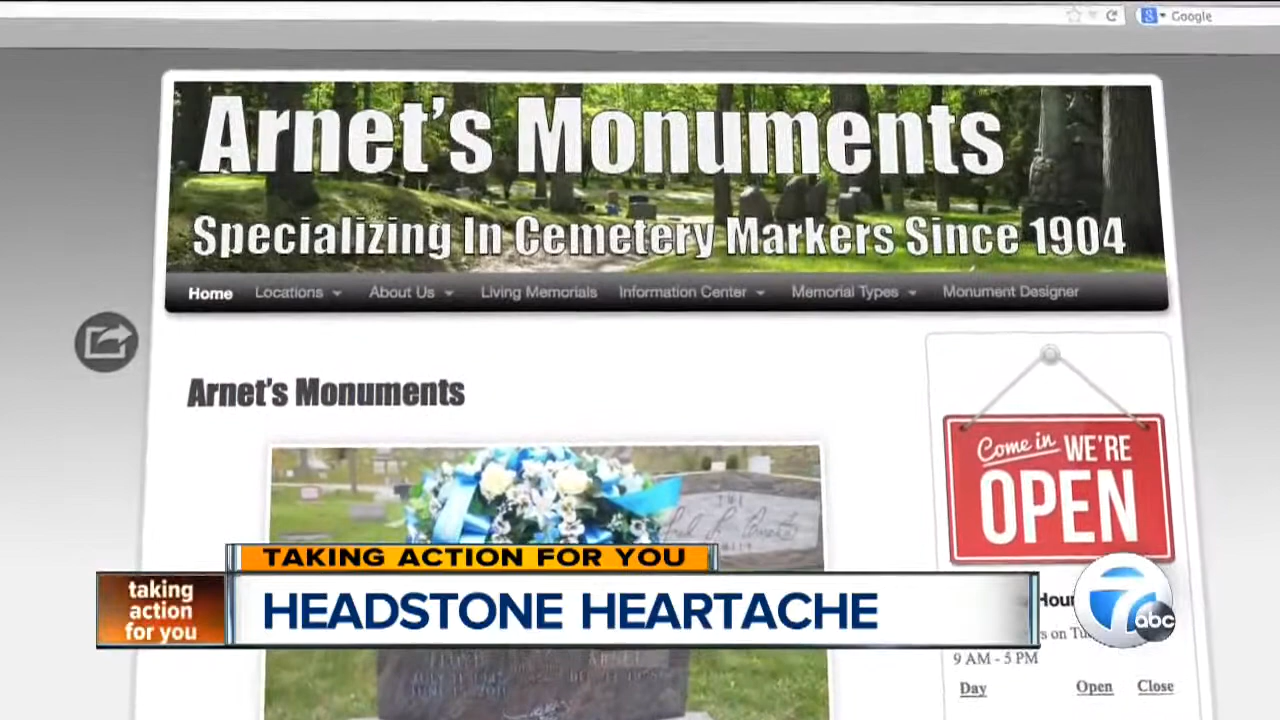 Google
Arnet's Monuments
Specializing In Cemetery Markers Since 1904
Home Locations About Us Living Memorials Information Center Memorial Types Monument Designer
Arnet's Monuments
Come in WE'RE
OPEN
TAKING ACTION FOR YOU
taking
action
for you
HEADSTONE HEARTACHE
7
abc
9 AM - 5 PM
Day Open Close